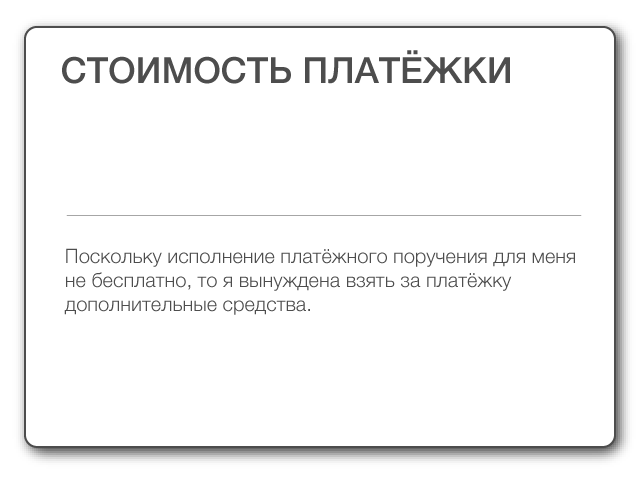 СТОИМОСТЬ ПЛАТЁЖКИ
Поскольку исполнение платёжного поручения для меня
не бесплатно, то я вынуждена взять за платёжку
дополнительные средства.